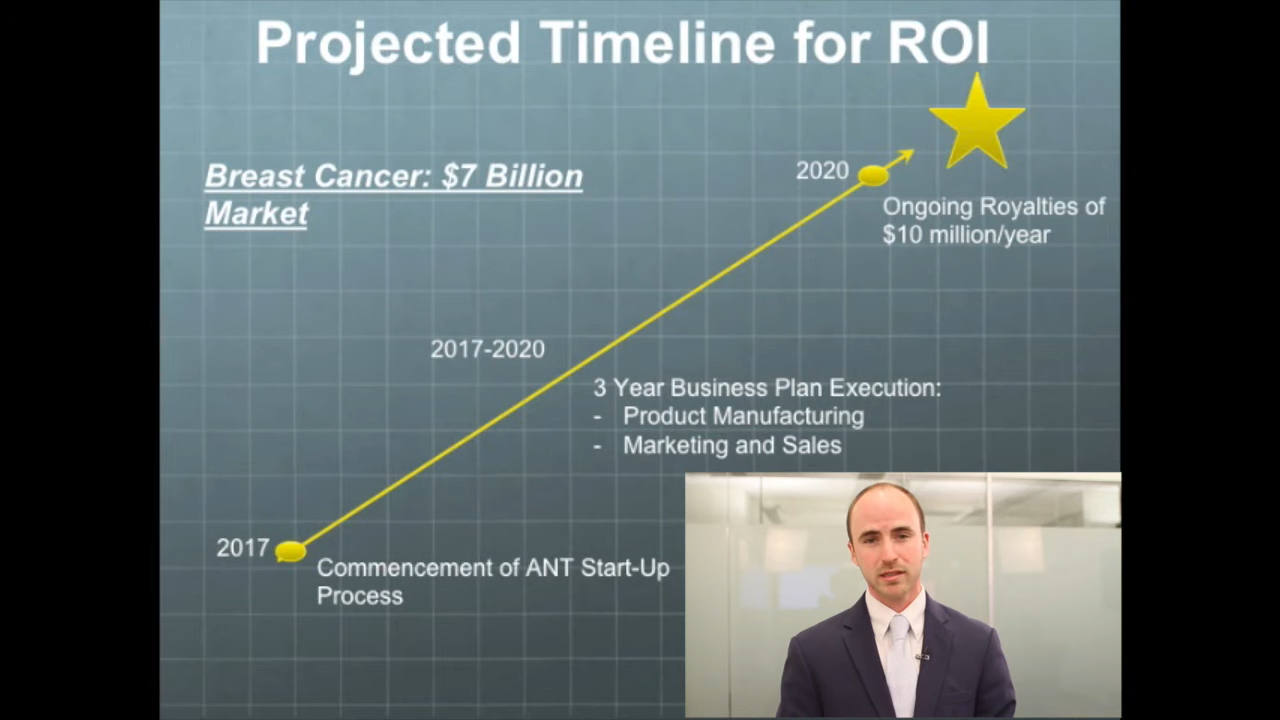 Projected Timeline for ROI
Breast Cancer: $7 Billion
Market
2020
Ongoing Royalties of
$10 million/year
2017-2020
3 Year Business Plan Execution:
- Product Manufacturing
- Marketing and Sales
2017
Commencement of ANT Start-Up
Process